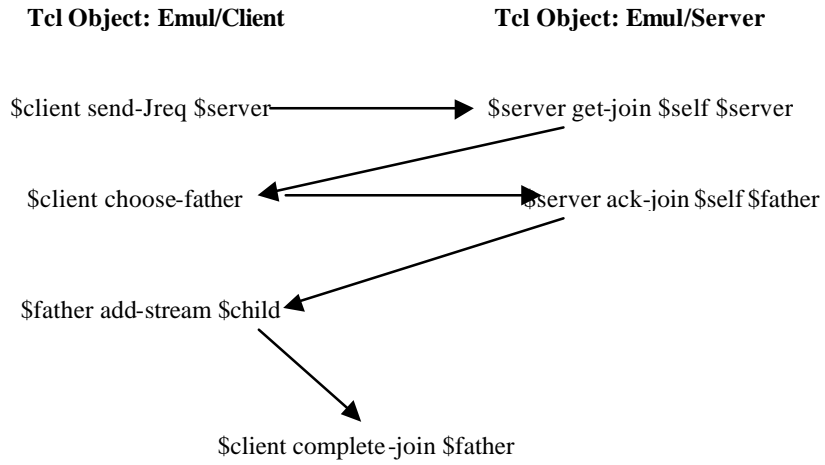 Tcl Object: Emul/Client
Tcl Object: Emul/Server
$client send-Jreq $server
$server get-join $self $server
$client choose-father
$server ack-join $self $father
$father add-stream $child
$client complete-join $father